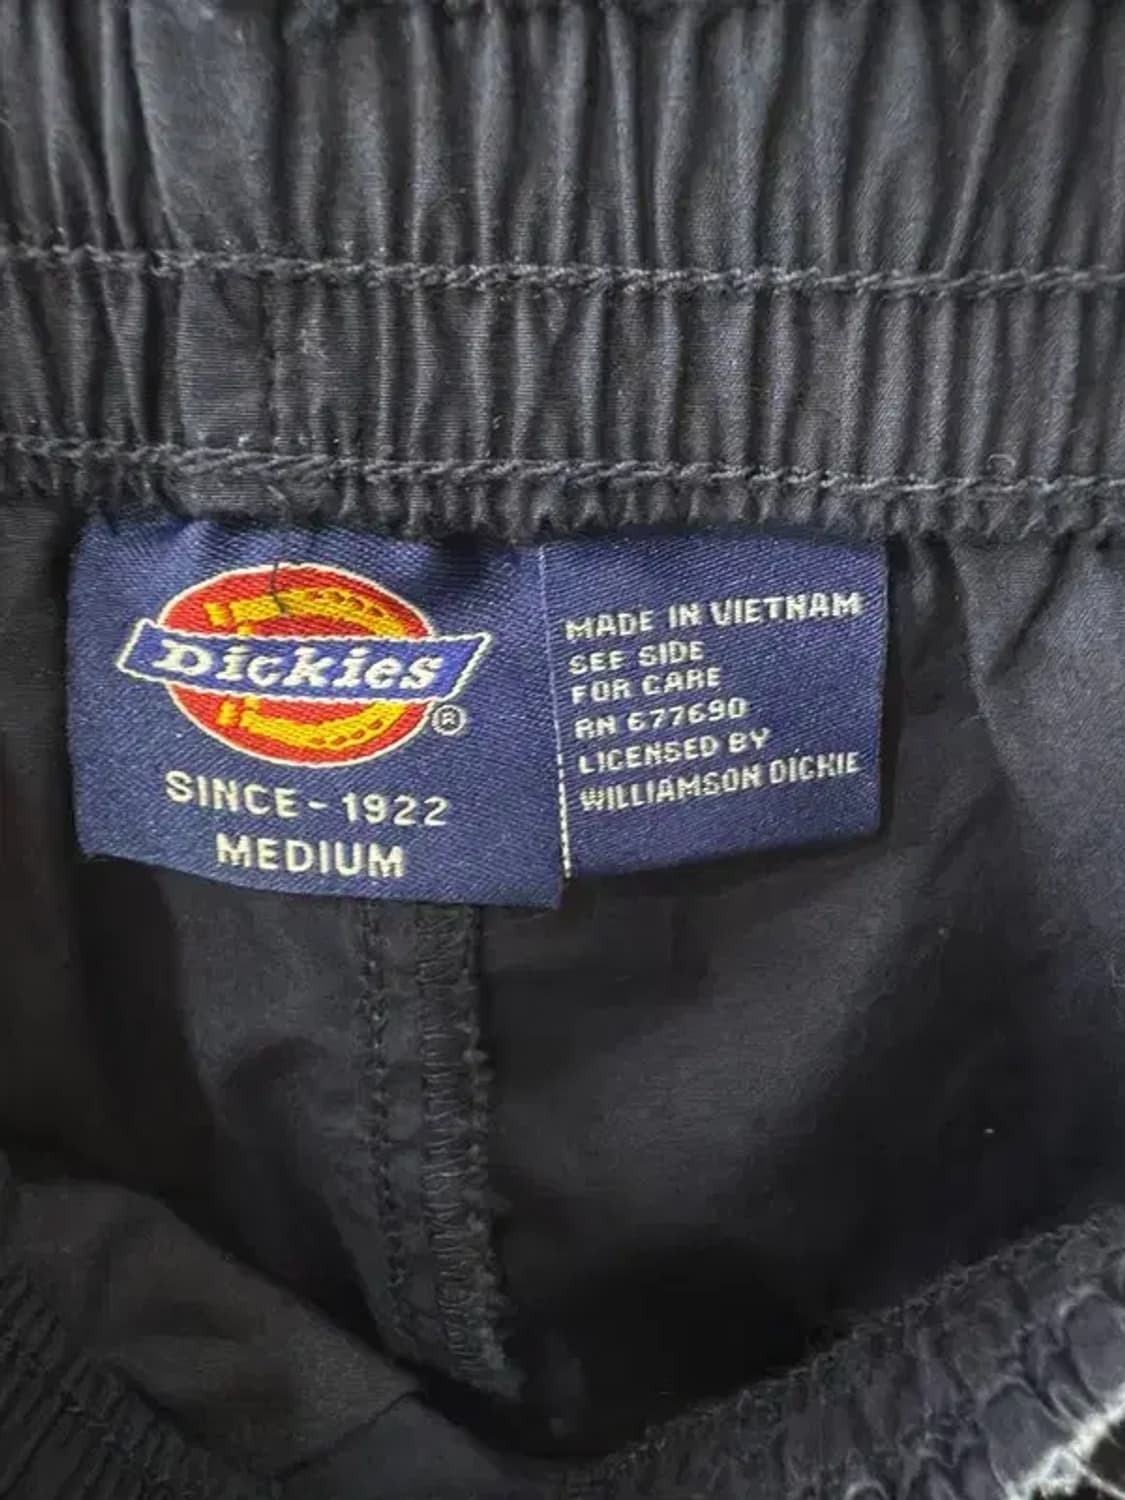 Dickies
®
SINCE-1922
MEDIUM
MADE IN VIETNAM
SEE SIDE
FOR CARE
RN 677690
LICENSED BY
WILLIAMSON DICKIE